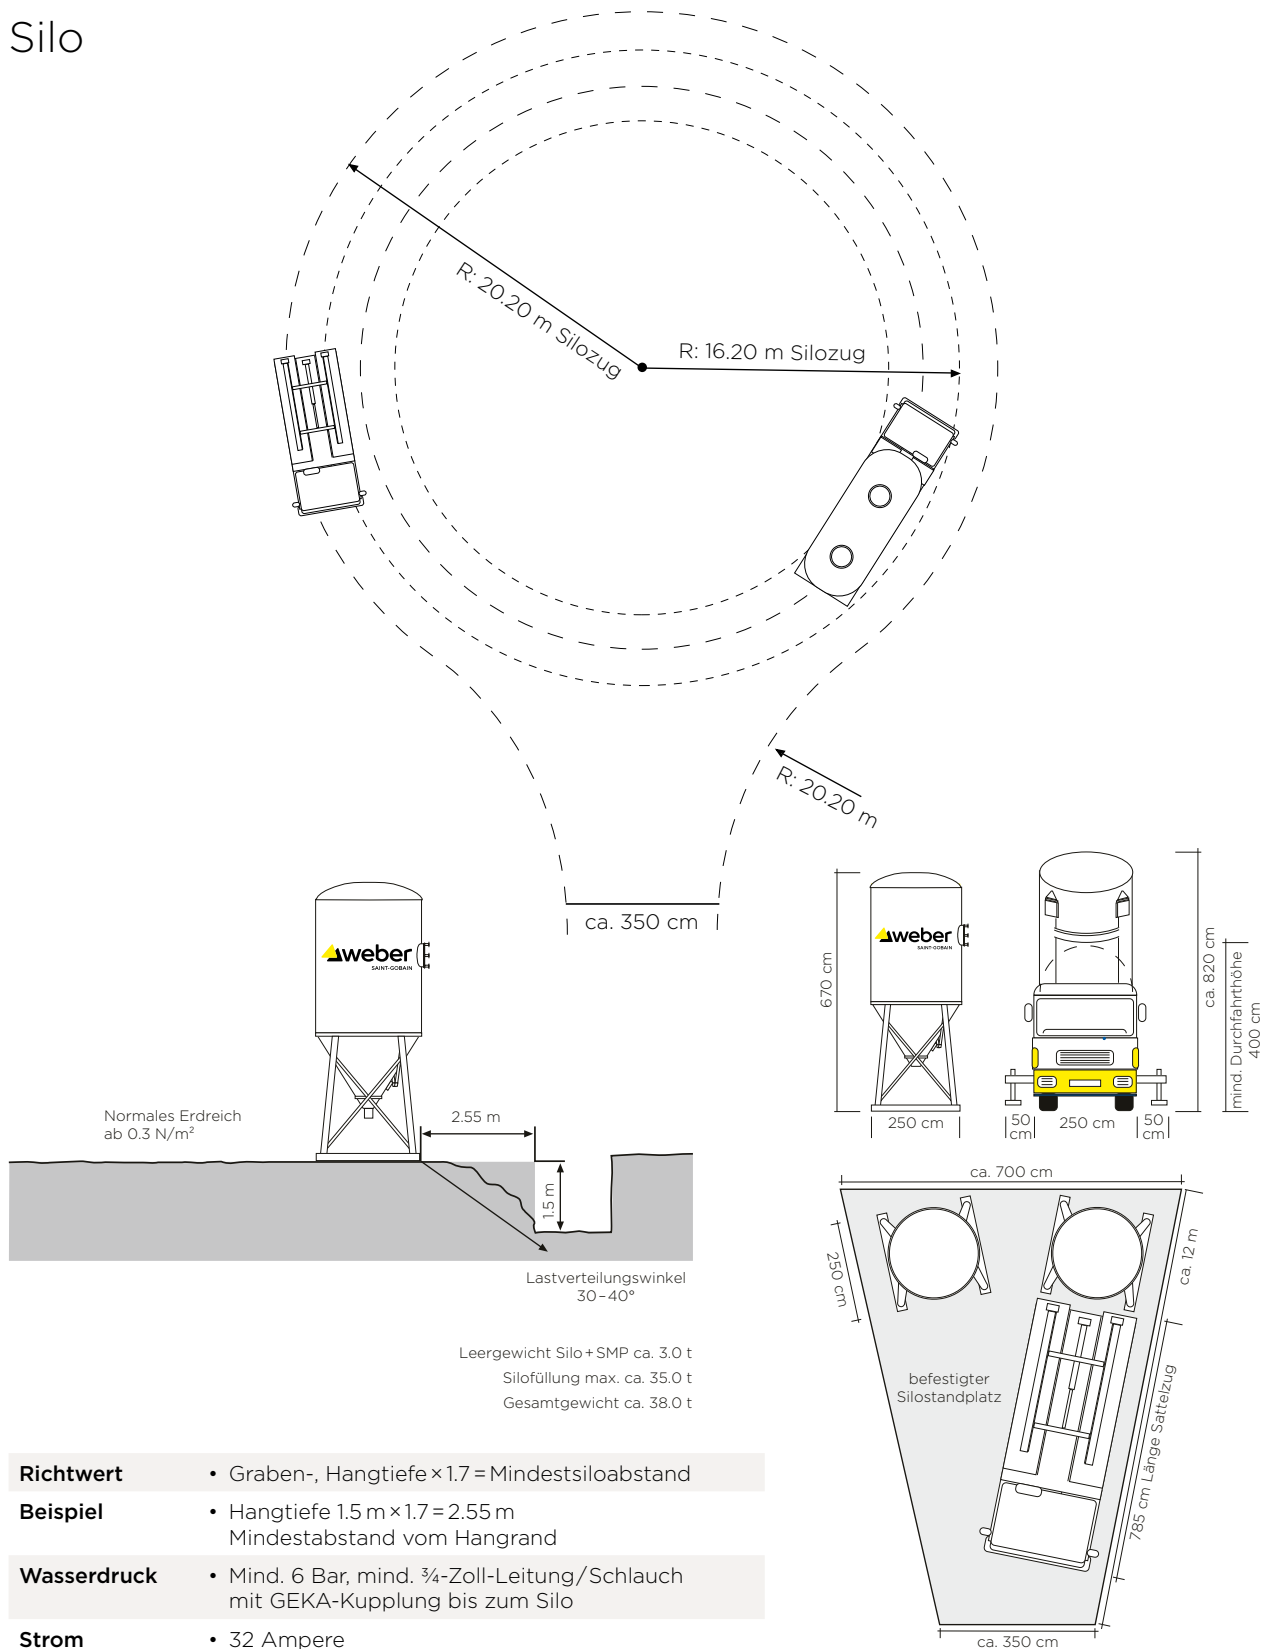 Silo
R: 20.20 m Silozug
R: 16.20 m Silozug
R: 20.20 m
ca. 350 cm
weber
SAINT-GOBAIN
Normales Erdreich
ab 0.3 N/m²
2.55 m
1.5 m
Lastverteilungswinkel
30–40°
weber
SAINT-GOBAIN
670 cm
250 cm
50
cm
250 cm
50
cm
ca. 820 cm
mind. Durchfahrthöhe
400 cm
Leergewicht Silo + SMP ca. 3.0 t
Silofüllung max. ca. 35.0 t
Gesamtgewicht ca. 38.0 t
ca. 700 cm
250 cm
ca. 12 m
befestigter
Silostandplatz
785 cm Länge Sattelzug
ca. 350 cm
Richtwert • Graben-, Hangtiefe × 1.7 = Mindestsiloabstand
Beispiel • Hangtiefe 1.5 m × 1.7 = 2.55 m
Mindestabstand vom Hangrand
Wasserdruck • Mind. 6 Bar, mind. ¾-Zoll-Leitung/Schlauch
mit GEKA-Kupplung bis zum Silo
Strom • 32 Ampere